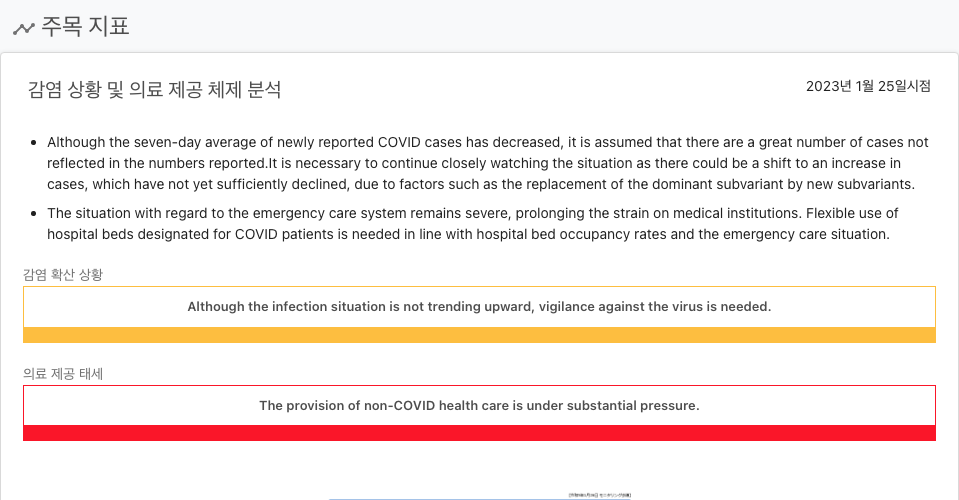 주목 지표
감염 상황 및 의료 제공 체제 분석
2023년 1월 25일시점
Although the seven-day average of newly reported COVID cases has decreased, it is assumed that there are a great number of cases not
reflected in the numbers reported.It is necessary to continue closely watching the situation as there could be a shift to an increase in
cases, which have not yet sufficiently declined, due to factors such as the replacement of the dominant subvariant by new subvariants.
The situation with regard to the emergency care system remains severe, prolonging the strain on medical institutions. Flexible use of
hospital beds designated for COVID patients is needed in line with hospital bed occupancy rates and the emergency care situation.
감염 확산 상황
Although the infection situation is not trending upward, vigilance against the virus is needed.
의료 제공 태세
The provision of non-COVID health care is under substantial pressure.